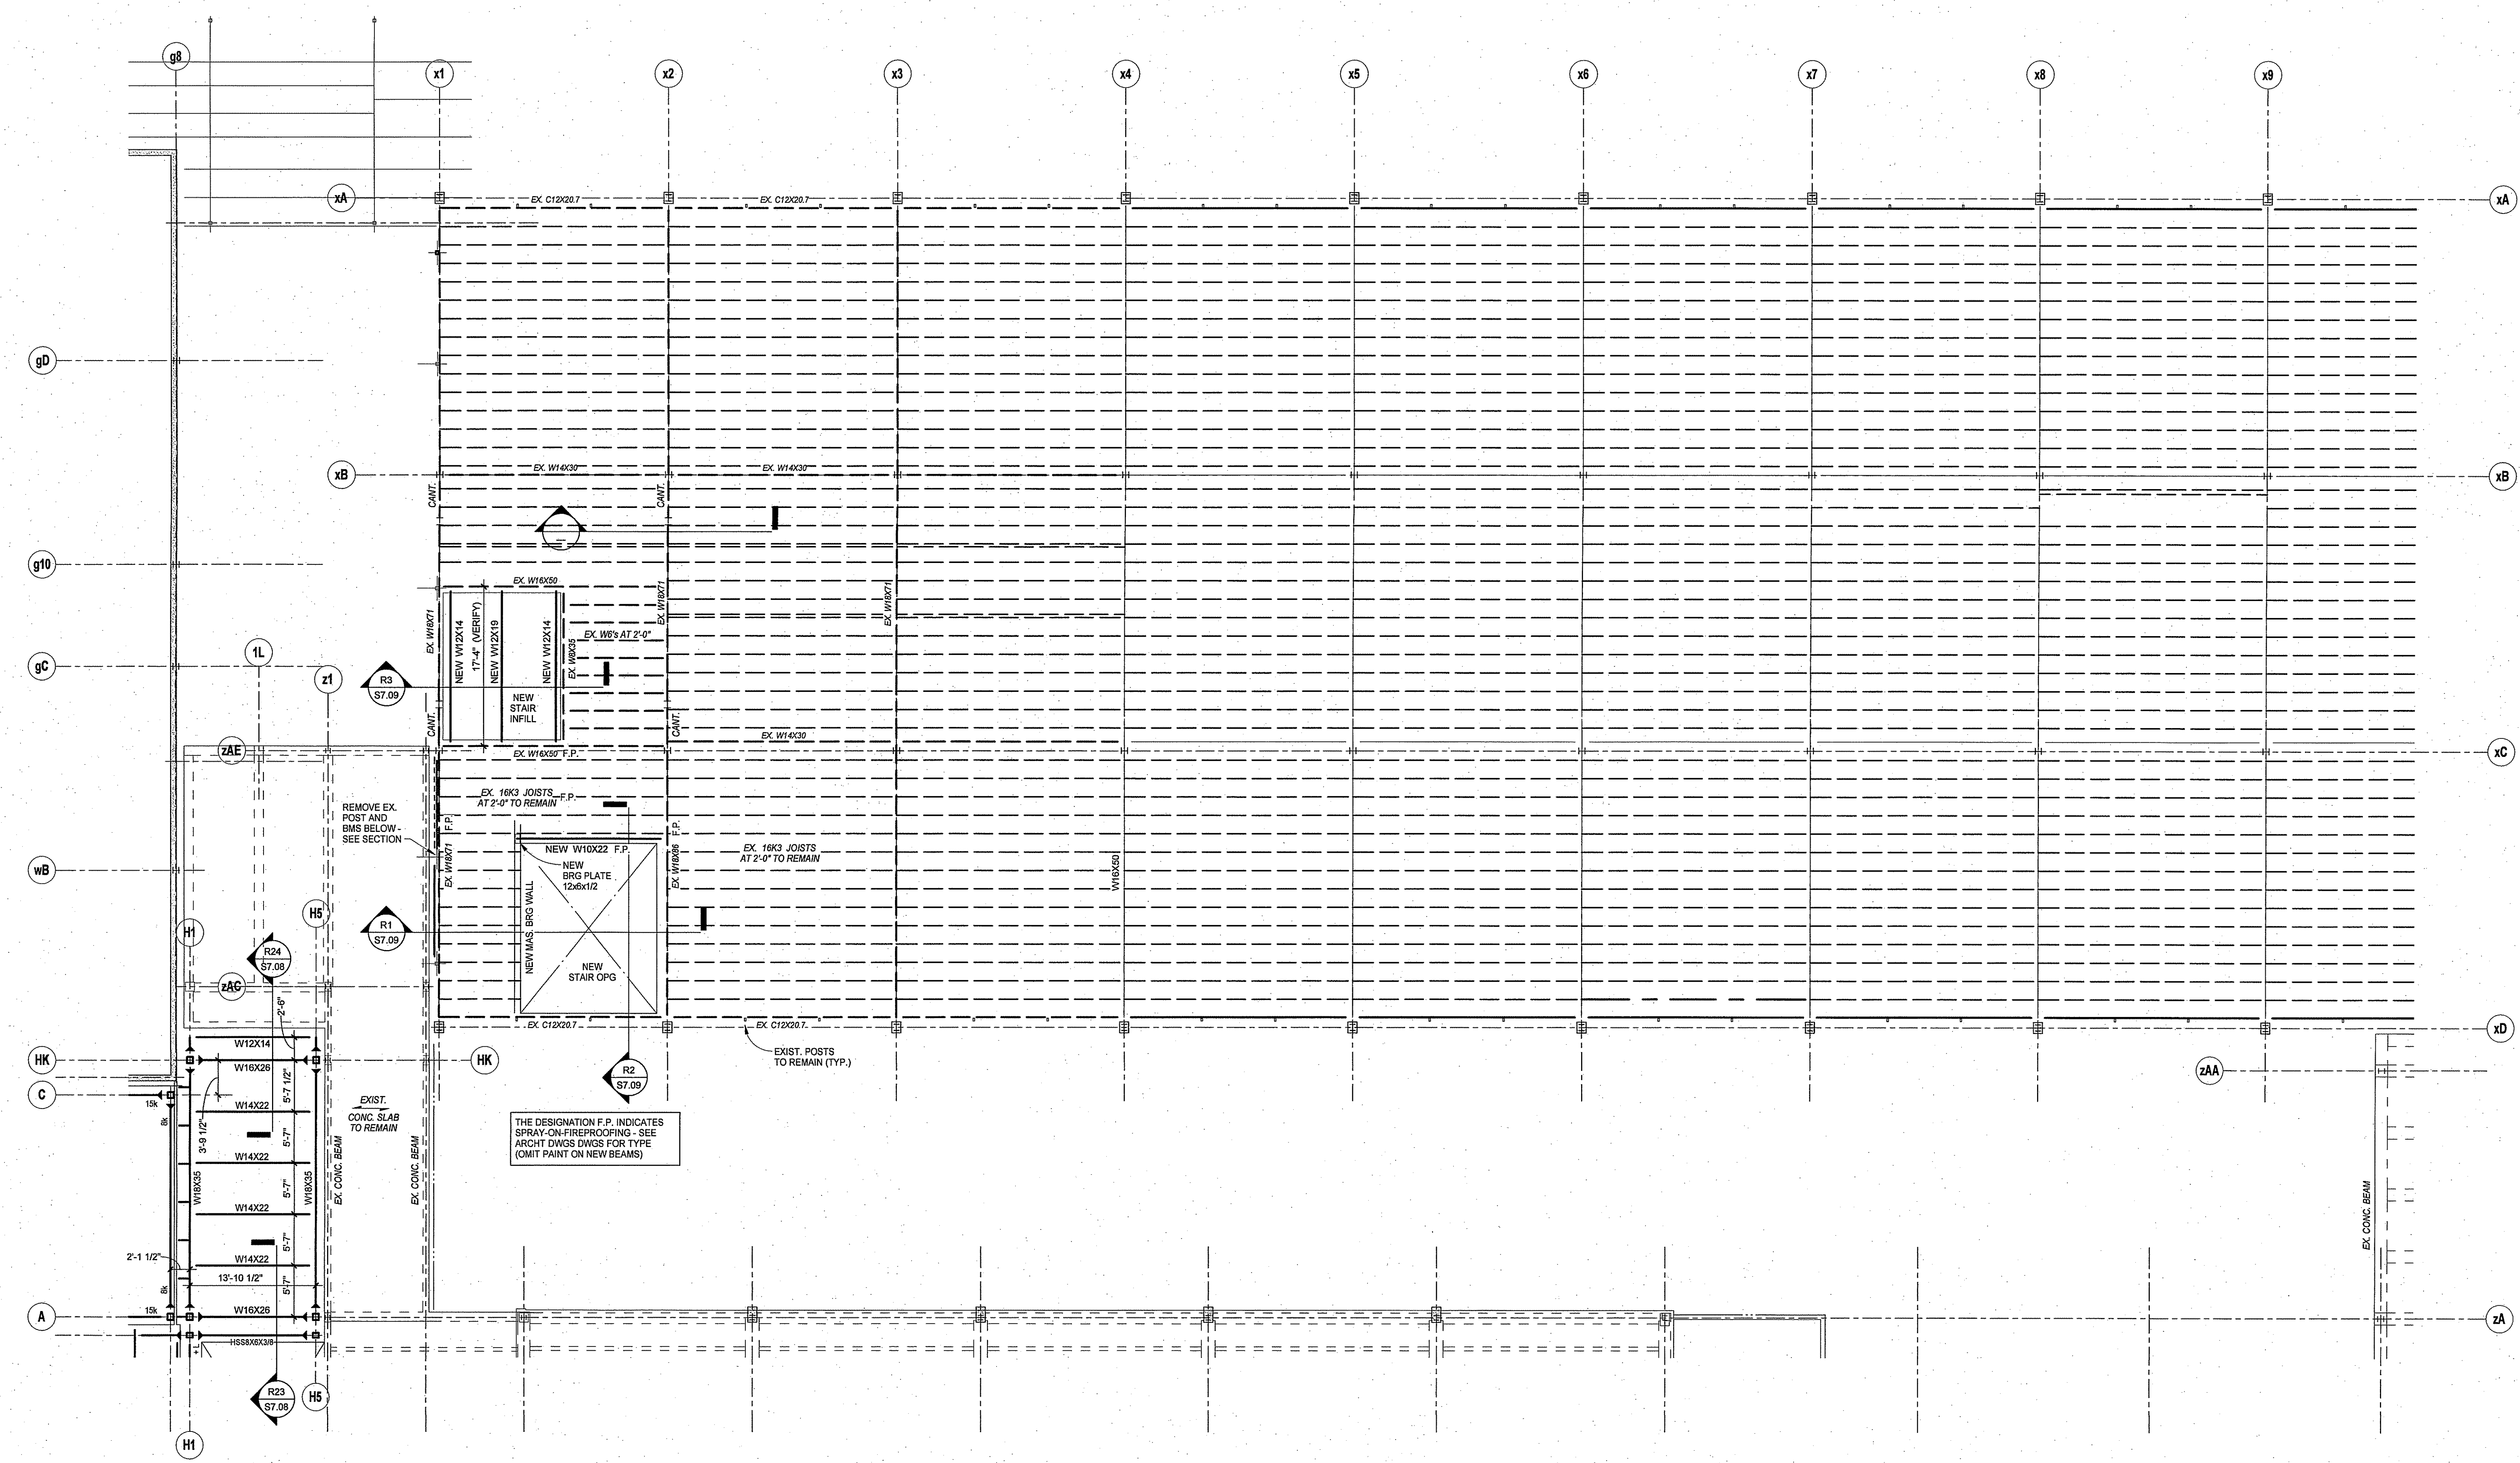 g8
x1
x2
x3
x4
x5
x6
x7
x8
x9
xA
EX. C12X20.7
EX. C12X20.7
xA
gD
xB
EX. W14X30
EX. W14X30
xB
CANT.
CANT.
g10
EX. W16X50
EX. W18X71
NEW W12X14
17'-4" (VERIFY)
NEW W12X19
NEW W12X14
EX. W8X35
EX. W6's AT 2'-0"
EX. W18X71
EX. W18X71
gC
1L
z1
R3
S7.09
NEW
STAIR
INFILL
CANT.
CANT.
EX. W14X30
zAE
EX. W16X50 F.P.
xC
EX. 16K3 JOISTS
AT 2'-0" TO REMAIN F.P.
REMOVE EX.
POST AND
BMS BELOW -
SEE SECTION
F.P.
EX. W18X71
F.P.
EX. W18X86
NEW W10X22 F.P.
NEW
BRG PLATE
12x6x1/2
EX. 16K3 JOISTS
AT 2'-0" TO REMAIN
W16X50
wB
NEW MAS. BRG WALL
H5
H1
R1
S7.09
R24
S7.08
NEW
STAIR OPG
zAC
2'-6"
EX. C12X20.7
EX. C12X20.7
xD
W12X14
EXIST. POSTS
TO REMAIN (TYP.)
HK
HK
W16X26
R2
S7.09
zAA
C
15k
8k
3'-9 1/2"
5'-7 1/2"
W14X22
EXIST.
CONC. SLAB
TO REMAIN
THE DESIGNATION F.P. INDICATES
SPRAY-ON-FIREPROOFING - SEE
ARCHT DWGS DWGS FOR TYPE
(OMIT PAINT ON NEW BEAMS)
5'-7"
W14X22
W18X35
W18X35
EX. CONC. BEAM
EX. CONC. BEAM
5'-7"
W14X22
EX. CONC. BEAM
5'-7"
2'-1 1/2"
W14X22
13'-10 1/2"
5'-7"
8k
15k
A
W16X26
zA
HSS8X6X3/8
R23
S7.08
H5
H1